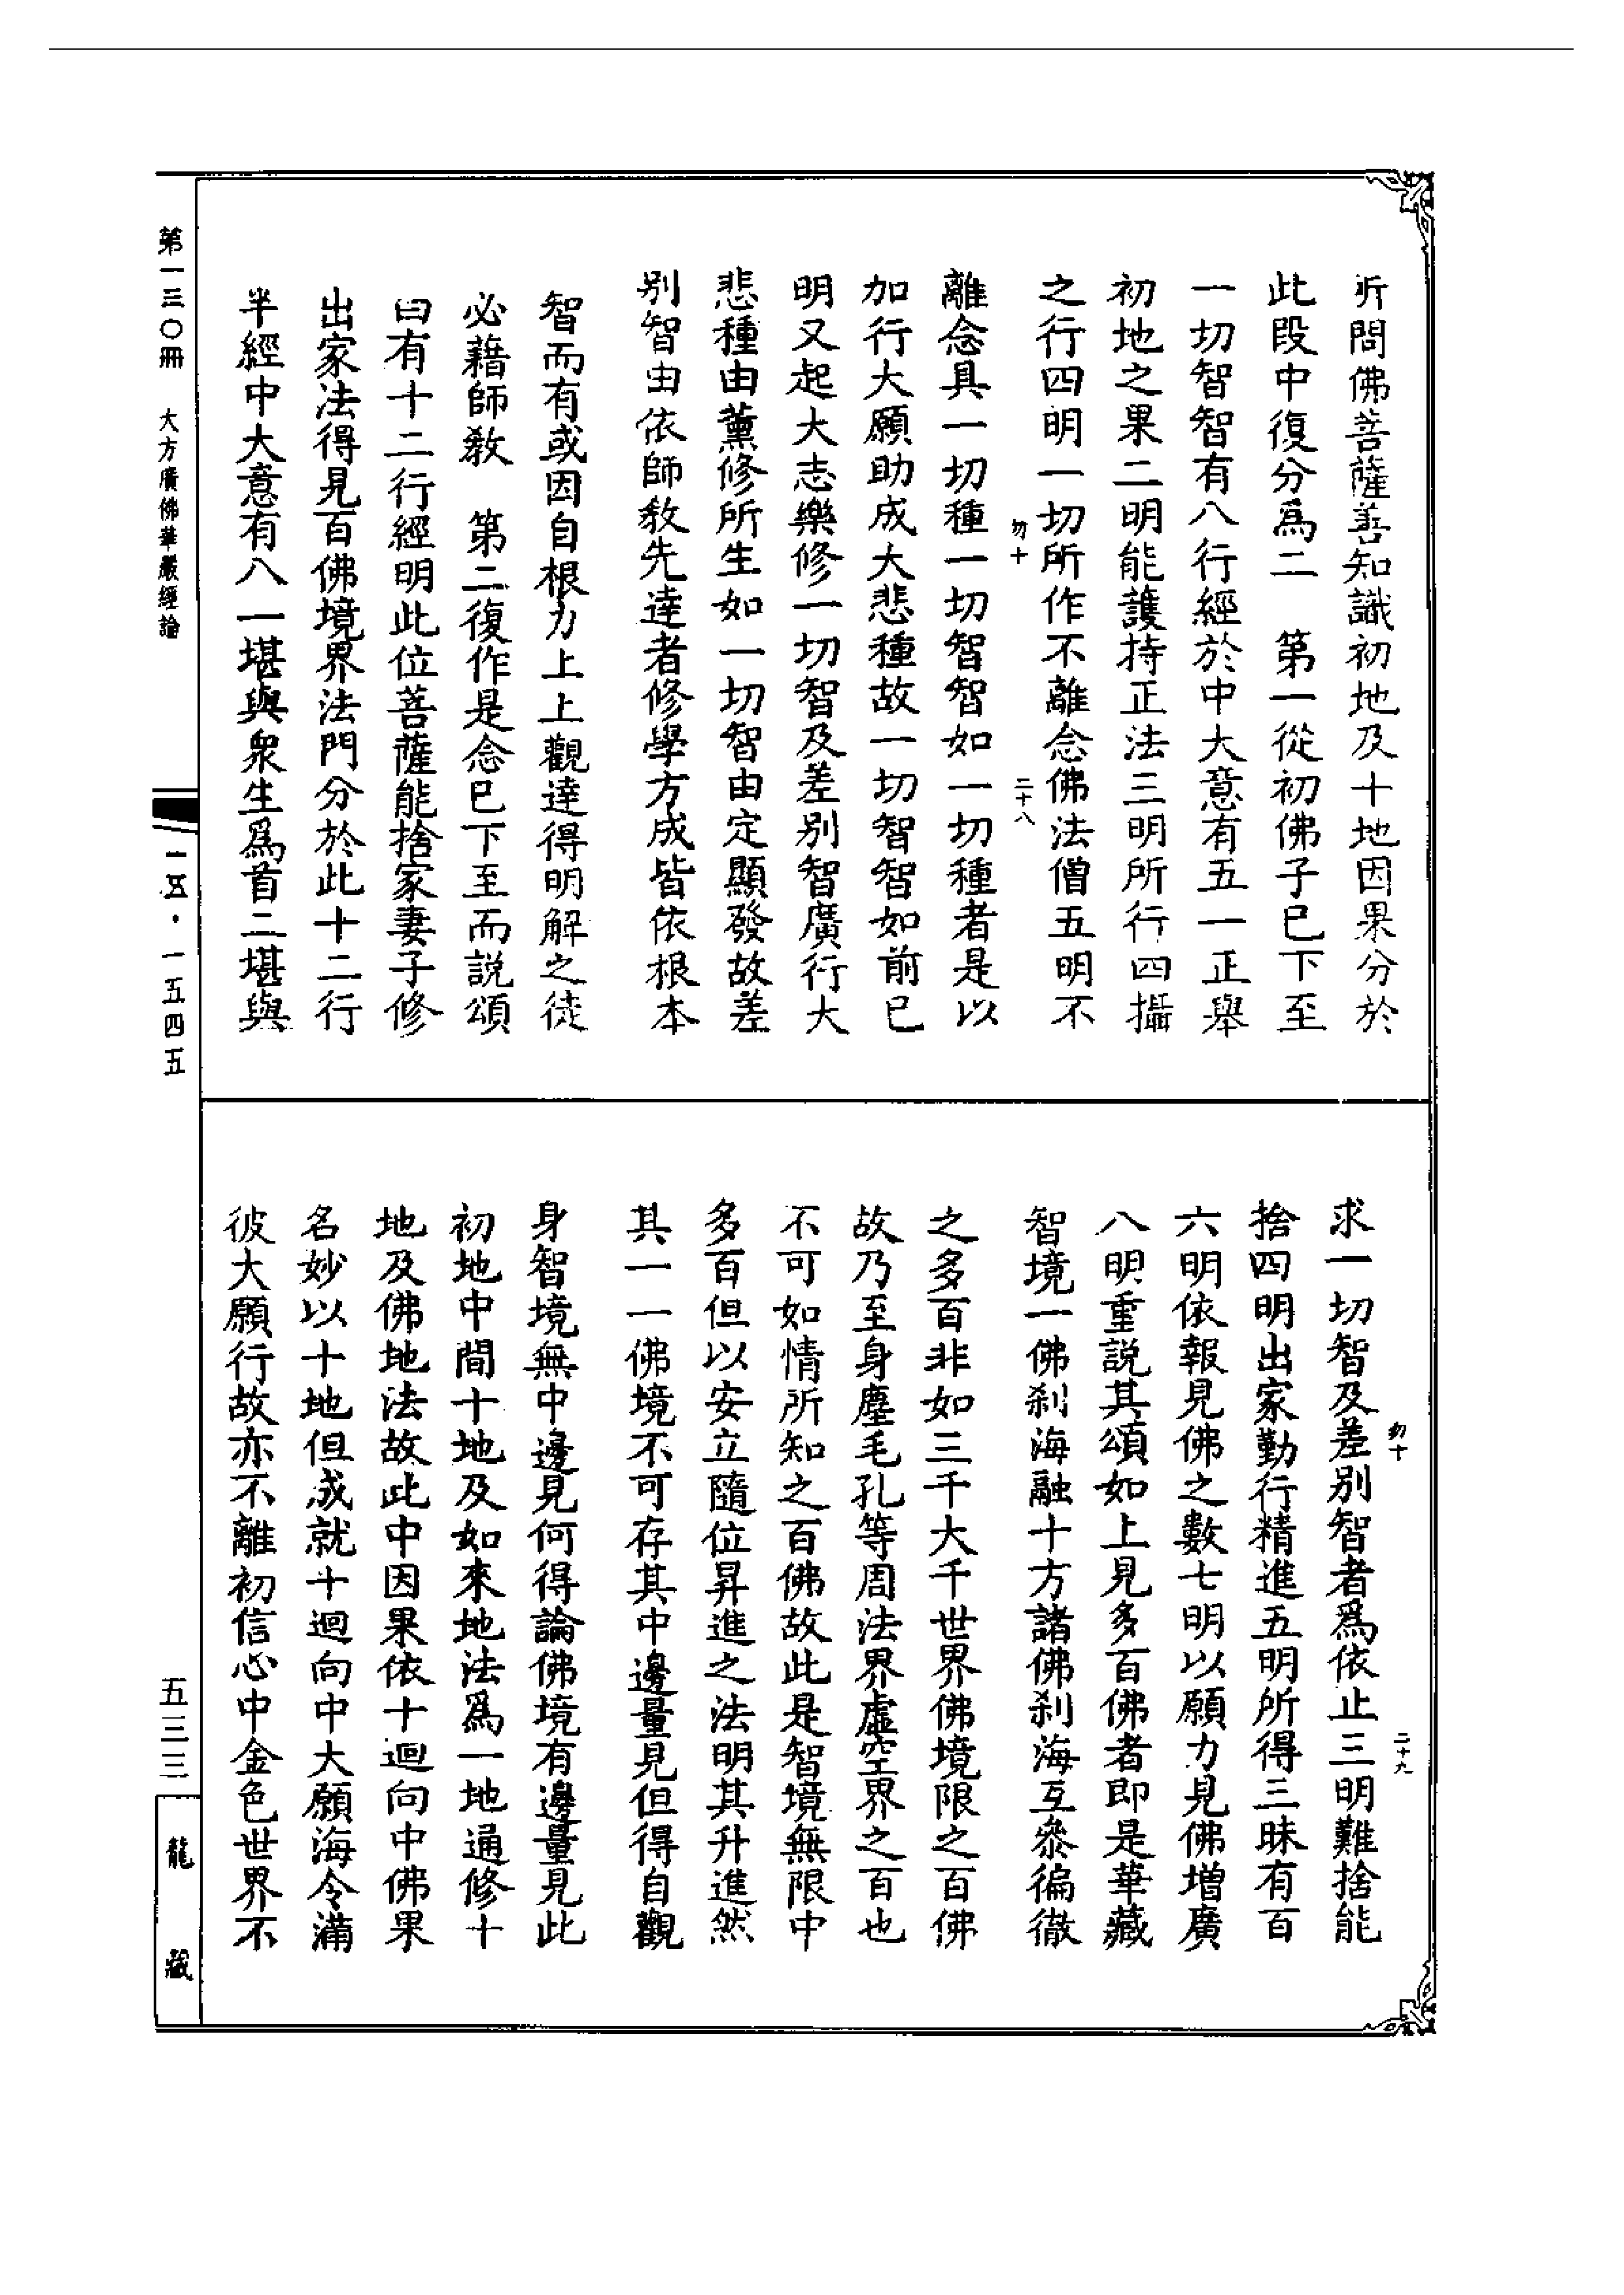 所問佛菩薩善知識初地及十地因果分於
此段中復分爲二　第一從初佛子已下至
一切智智有八行經於中大意有五一正舉
初地之果二明能護持正法三明所行四攝
之行四明一切所作不離念佛法僧五明不
勿十　二十八
離念具一切種一切智智如一切種者是以
加行大願助成大悲種故一切智智如前已
明又起大志樂修一切智及差別智廣行大
悲種由薰修所生如一切智由定顯發故差
別智由依師敎先達者修學方成皆依根本
智而有或因自根力上上觀達得明解之徒
必藉師敎　第二復作是念已下至而説頌
曰有十二行經明此位菩薩能捨家妻子修
出家法得見百佛境界法門分於此十二行
半經中大意有八一堪與衆生爲首二堪與
勿十　二十九
求一切智及差別智者爲依止三明難捨能
捨四明出家勤行精進五明所得三昧有百
六明依報見佛之數七明以願力見佛增廣
八明重説其頌如上見多百佛者即是華藏
智境一佛刹海融十方諸佛刹海互叅徧徹
之多百非如三千大千世界佛境限之百佛
故乃至身塵毛孔等周法界虛空界之百也
不可如情所知之百佛故此是智境無限中
多百但以安立隨位昇進之法明其升進然
其一一佛境不可存其中邊量見但得自觀
身智境無中邊見何得論佛境有邊量見此
初地中間十地及如來地法爲一地通修十
地及佛地法故此中因果依十迴向中佛果
名妙以十地但成就十迴向中大願海令滿
彼大願行故亦不離初信心中金色世界不
第一三〇冊　大方廣佛華嚴經論
一五·一五四五
五三三
龍藏